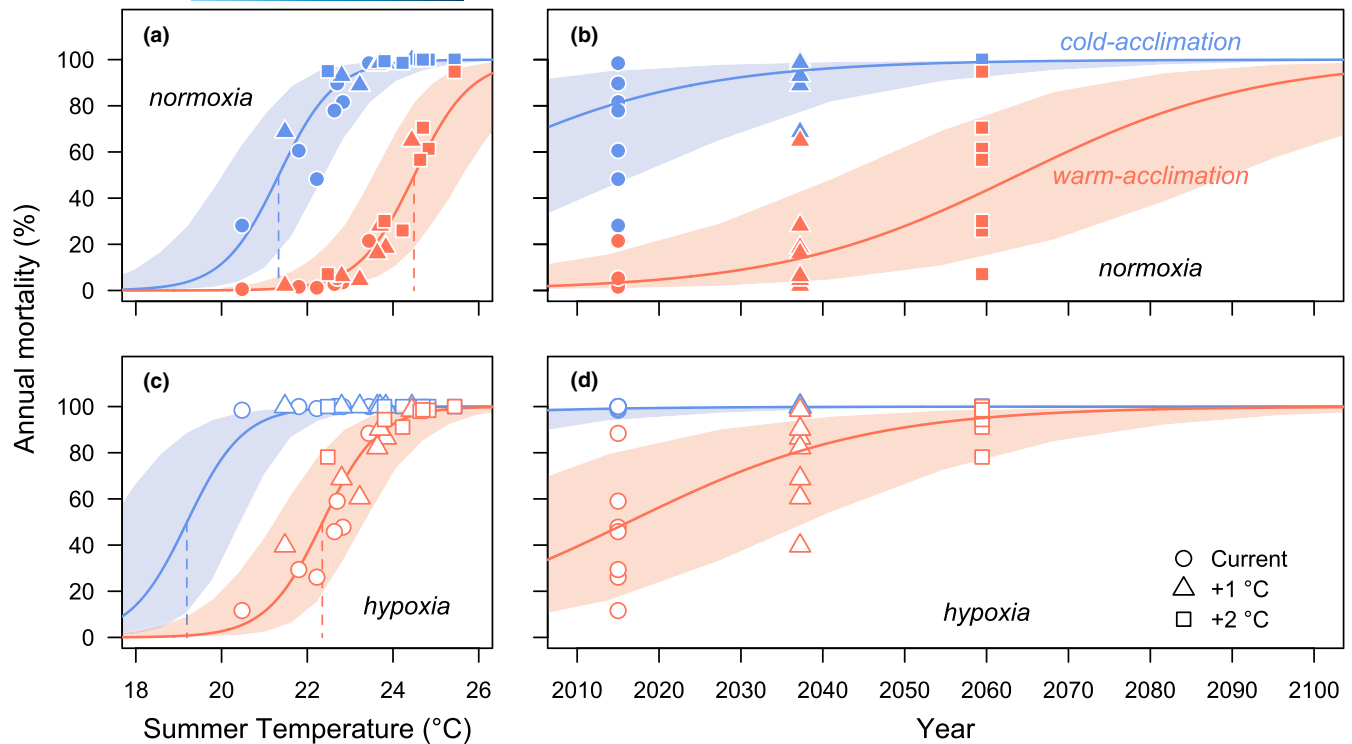 (a)
normoxia
100
80
60
40
20
0
(b)
cold-acclimation
warm-acclimation
normoxia
100
80
60
40
20
0
(c)
hypoxia
18
20
22
24
26
Summer Temperature (°C)
(d)
hypoxia
Current
+1 °C
+2 °C
2010
2020
2030
2040
2050
2060
2070
2080
2090
2100
Year
Annual mortality (%)